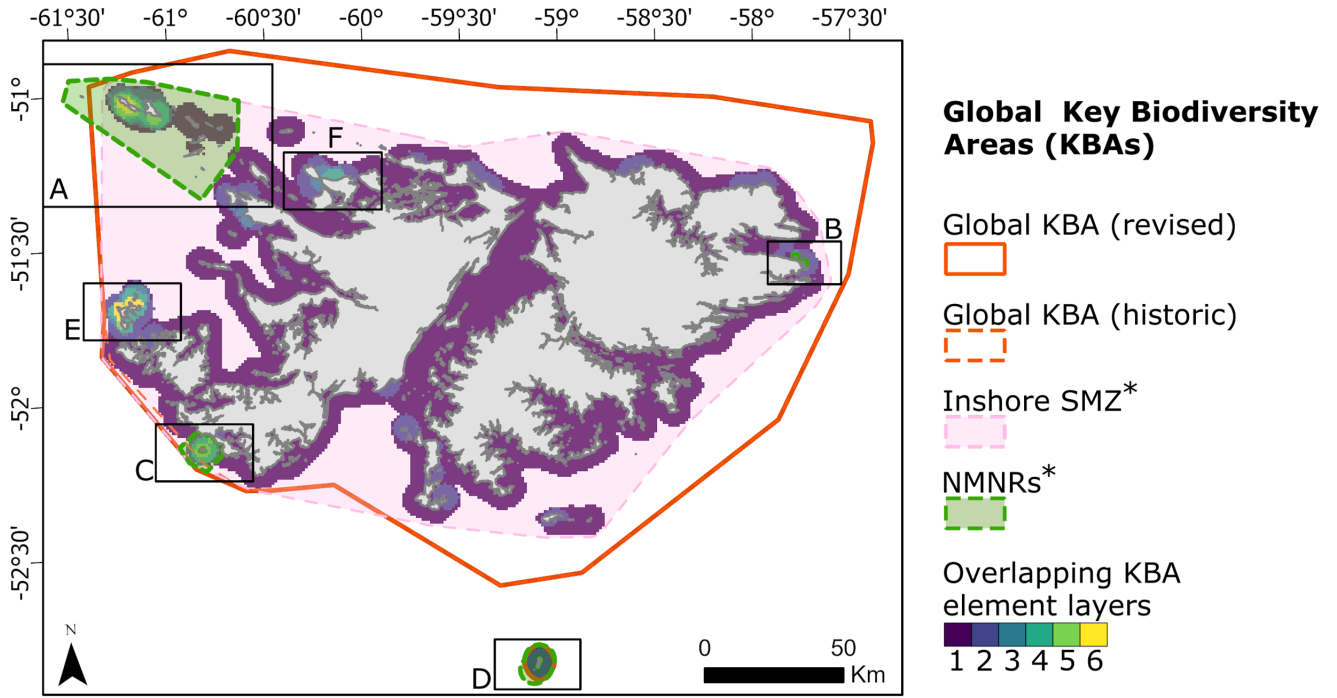 -61°30' -61° -60°30' -60° -59°30' -59° -58°30' -58° -57°30'
-51°
-51°30'
-52°
-52°30'
A
F
B
E
C
D
N
0 50
Km
Global Key Biodiversity
Areas (KBAs)
Global KBA (revised)
Global KBA (historic)
Inshore SMZ*
NMNRs*
Overlapping KBA
element layers
1 2 3 4 5 6